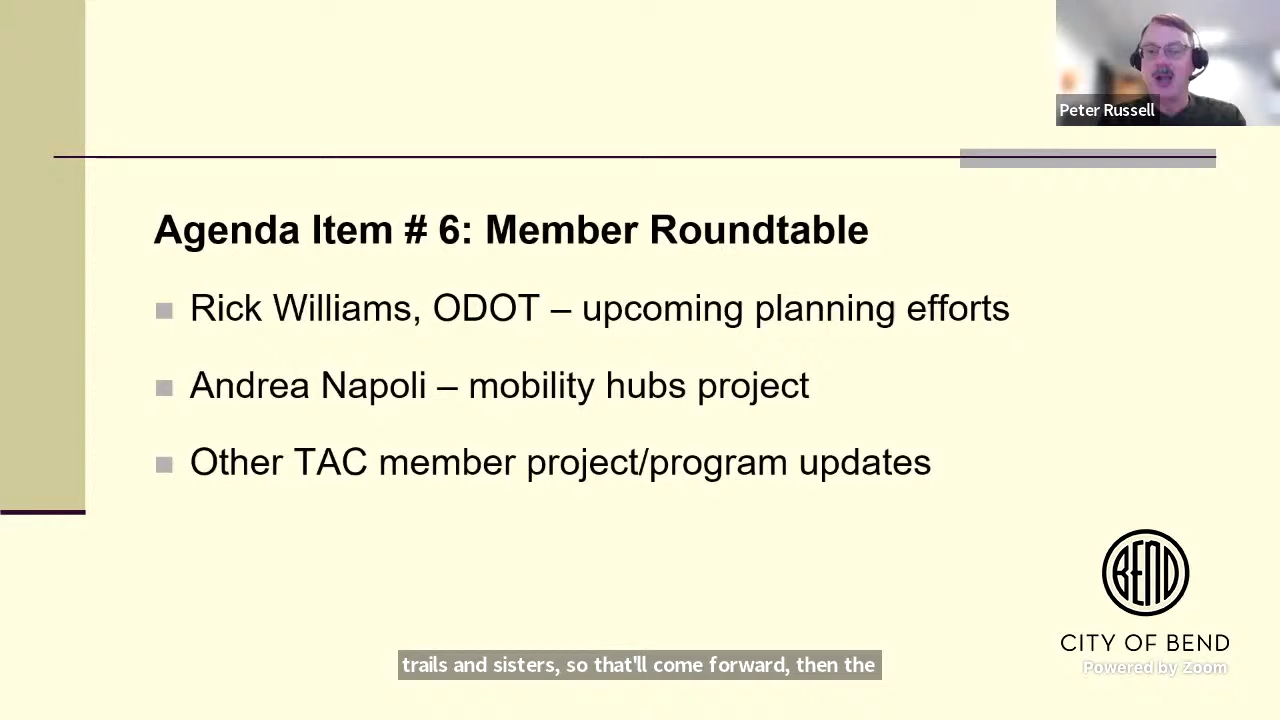 Peter Russell
Agenda Item # 6: Member Roundtable
Rick Williams, ODOT – upcoming planning efforts
Andrea Napoli – mobility hubs project
Other TAC member project/program updates
BEND
CITY OF BEND
Powered by Zoom
trails and sisters, so that'll come forward, then the